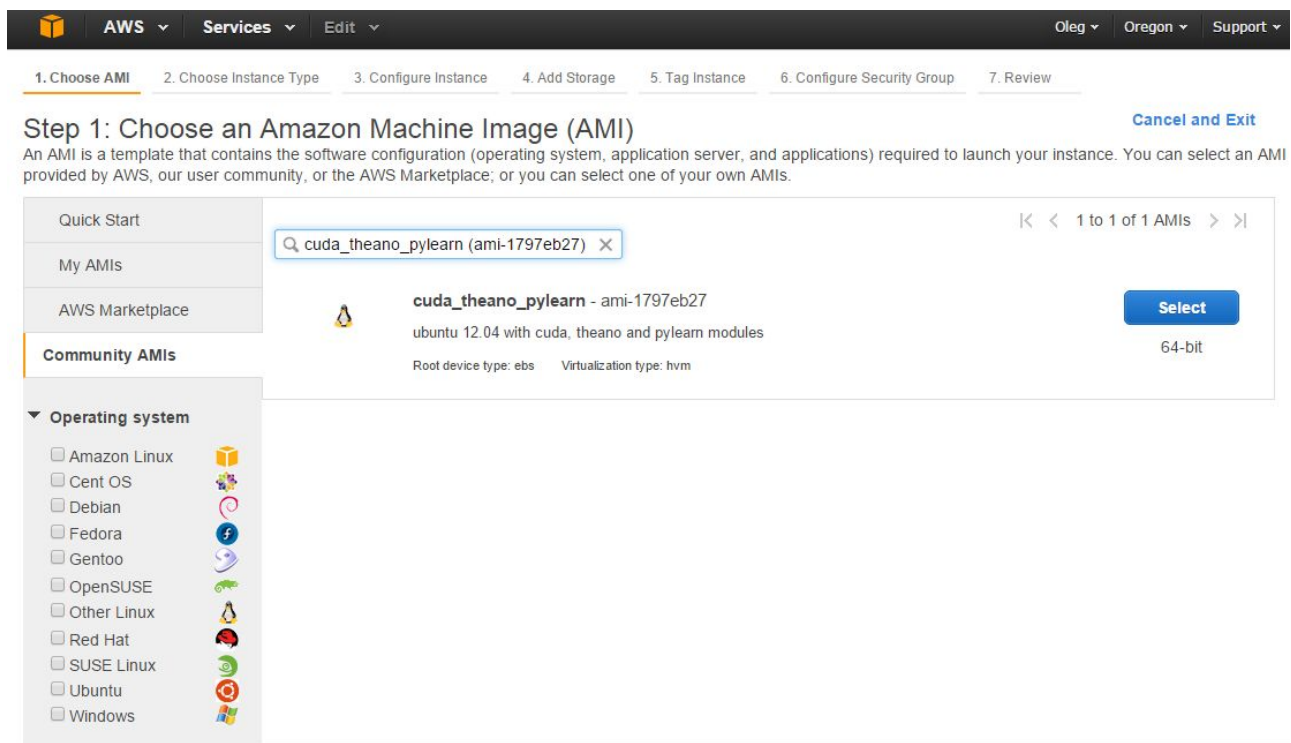 AWS Services Edit Oleg Oregon Support
1. Choose AMI 2. Choose Instance Type 3. Configure Instance 4. Add Storage 5. Tag Instance 6. Configure Security Group 7. Review
Step 1: Choose an Amazon Machine Image (AMI) Cancel and Exit
An AMI is a template that contains the software configuration (operating system, application server, and applications) required to launch your instance. You can select an AMI
provided by AWS, our user community, or the AWS Marketplace; or you can select one of your own AMIs.
Quick Start
My AMIs
AWS Marketplace
Community AMIs
Operating system
Amazon Linux
Cent OS
Debian
Fedora
Gentoo
OpenSUSE
Other Linux
Red Hat
SUSE Linux
Ubuntu
Windows
1 to 1 of 1 AMIs
cuda_theano_pylearn (ami-1797eb27)
cuda_theano_pylearn - ami-1797eb27
ubuntu 12.04 with cuda, theano and pylearn modules
Root device type: ebs Virtualization type: hvm
Select
64-bit